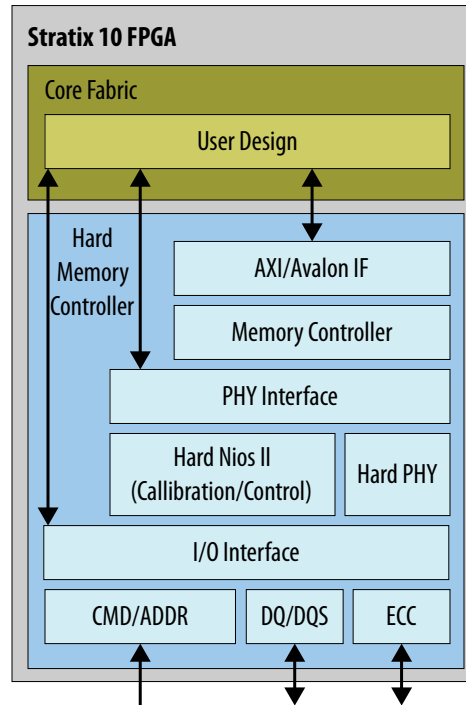 Stratix 10 FPGA
Core Fabric
User Design
Hard
Memory
Controller
AXI/Avalon IF
Memory Controller
PHY Interface
Hard Nios II
(Callibration/Control)
Hard PHY
I/O Interface
CMD/ADDR
DQ/DQS
ECC